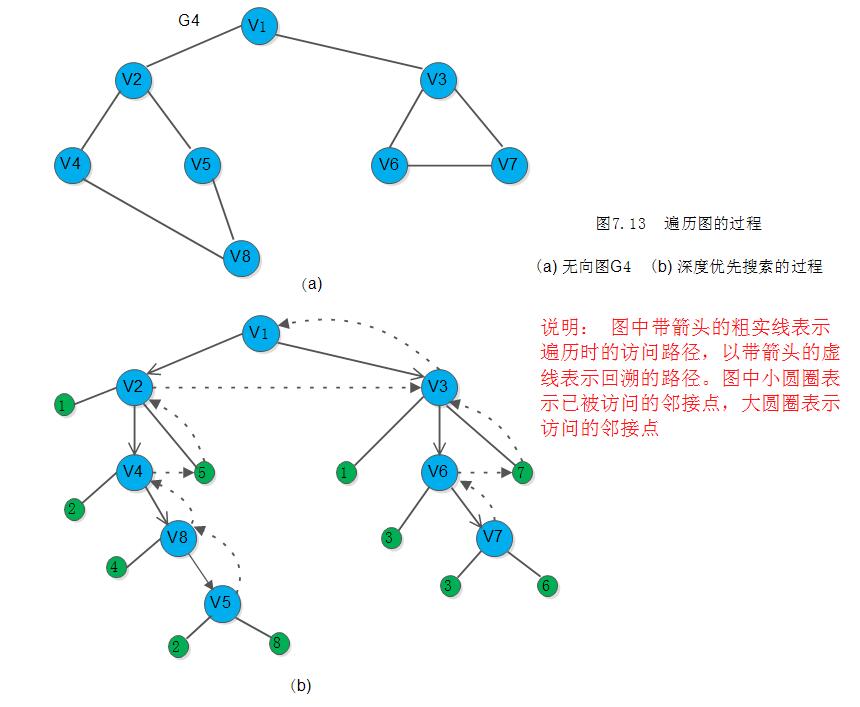 G4
V1
V2
V3
V4
V5
V6
V7
V8
(a)
图7.13 遍历图的过程
(a) 无向图G4 (b) 深度优先搜索的过程
说明： 图中带箭头的粗实线表示
遍历时的访问路径，以带箭头的虚
线表示回溯的路径。图中小圆圈表
示已被访问的邻接点，大圆圈表示
访问的邻接点
V1
V2
V3
1
V4
5
1
V6
7
2
V8
3
V7
4
3
6
V5
2
8
(b)